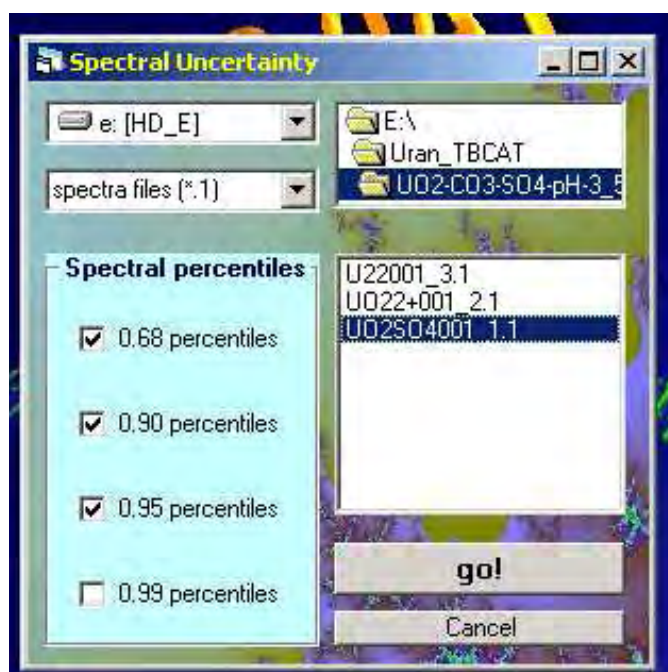 Spectral Uncertainty
e: [HD_E]
spectra files (*.1)
E:\
Uran_TBCAT
UO2-CO3-SO4-pH-3_5
Spectral percentiles
0.68 percentiles
0.90 percentiles
0.95 percentiles
0.99 percentiles
U22001_3.1
UO22+001_2.1
UO2SO4001_1.1
go!
Cancel